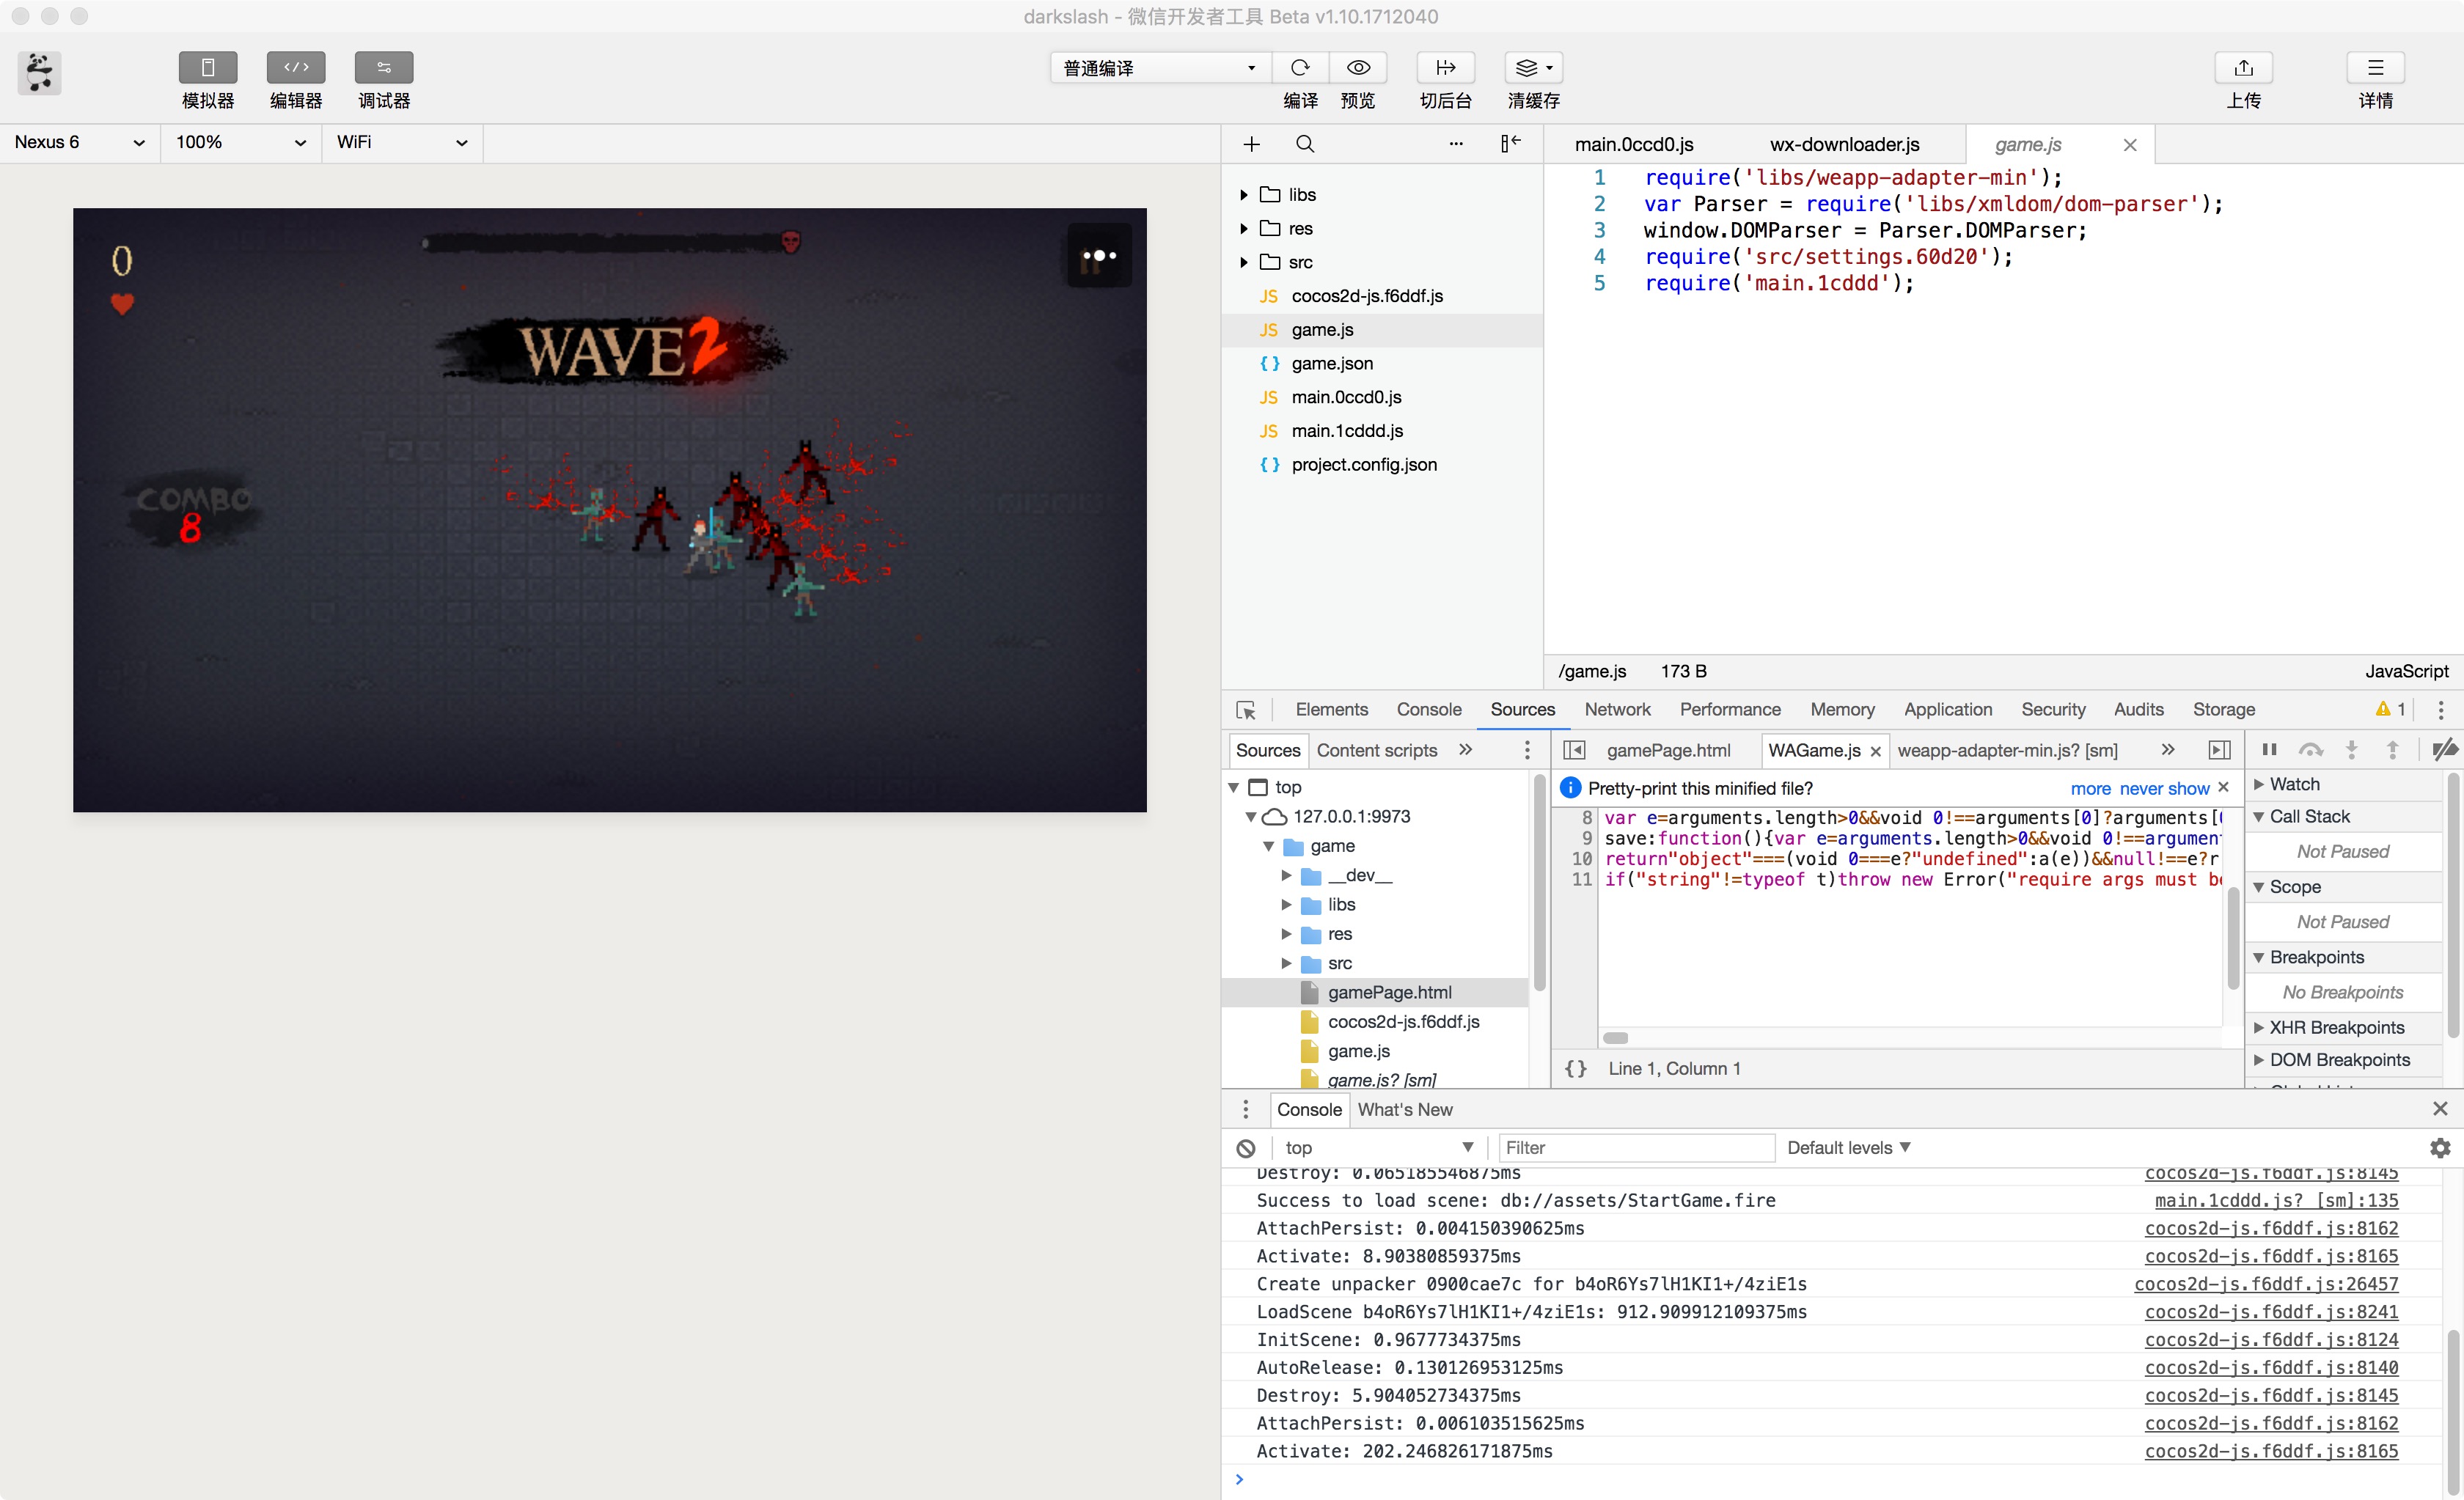 darkslash - 微信开发者工具 Beta v1.10.1712040
模拟器
编辑器
调试器
普通编译
编译
预览
切后台
清缓存
上传
详情
Nexus 6
100%
WiFi
0
WAVE 2
COMBO
8
libs
res
src
JS cocos2d-js.f6ddf.js
JS game.js
{ } game.json
JS main.0ccd0.js
JS main.1cddd.js
{ } project.config.json
main.0ccd0.js
wx-downloader.js
game.js
1 require('libs/weapp-adapter-min');
2 var Parser = require('libs/xmldom/dom-parser');
3 window.DOMParser = Parser.DOMParser;
4 require('src/settings.60d20');
5 require('main.1cddd');
/game.js 173 B JavaScript
Elements Console Sources Network Performance Memory Application Security Audits Storage 1
Sources Content scripts
gamePage.html WAGame.js weapp-adapter-min.js? [sm]
top
127.0.0.1:9973
game
__dev__
libs
res
src
gamePage.html
cocos2d-js.f6ddf.js
game.js
game.js? [sm]
Pretty-print this minified file? more never show
8 var e=arguments.length>0&&void 0!==arguments[0]?arguments[
9 save:function(){var e=arguments.length>0&&void 0!==argumen
10 return"object"===(void 0===e?"undefined":a(e))&&null!==e?r
11 if("string"!=typeof t)throw new Error("require args must b
{ } Line 1, Column 1
Watch
Call Stack
Not Paused
Scope
Not Paused
Breakpoints
No Breakpoints
XHR Breakpoints
DOM Breakpoints
Console What's New
top Filter Default levels
Destroy: 0.065185546875ms cocos2d-js.f6ddf.js:8145
Success to load scene: db://assets/StartGame.fire main.1cddd.js? [sm]:135
AttachPersist: 0.004150390625ms cocos2d-js.f6ddf.js:8162
Activate: 8.90380859375ms cocos2d-js.f6ddf.js:8165
Create unpacker 0900cae7c for b4oR6Ys7lH1KI1+/4ziE1s cocos2d-js.f6ddf.js:26457
LoadScene b4oR6Ys7lH1KI1+/4ziE1s: 912.909912109375ms cocos2d-js.f6ddf.js:8241
InitScene: 0.9677734375ms cocos2d-js.f6ddf.js:8124
AutoRelease: 0.130126953125ms cocos2d-js.f6ddf.js:8140
Destroy: 5.904052734375ms cocos2d-js.f6ddf.js:8145
AttachPersist: 0.006103515625ms cocos2d-js.f6ddf.js:8162
Activate: 202.246826171875ms cocos2d-js.f6ddf.js:8165